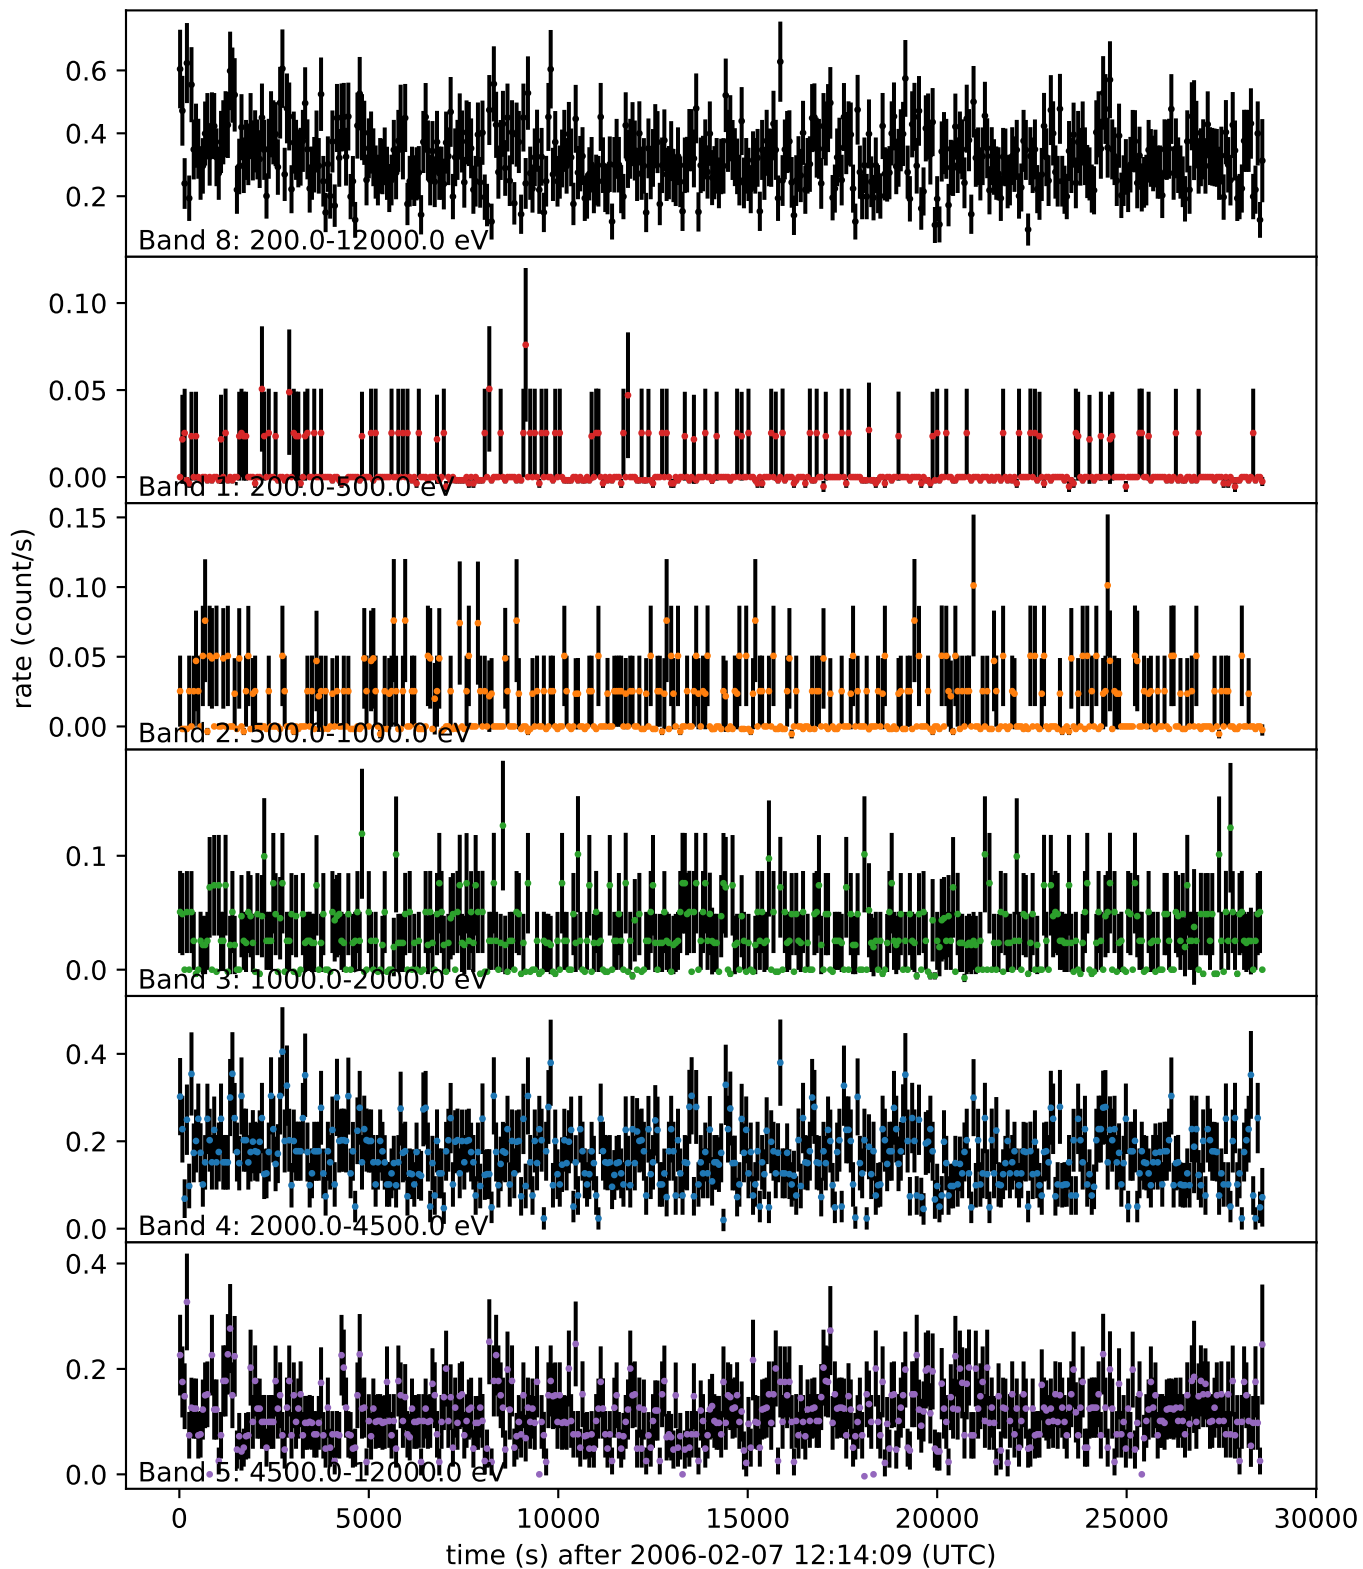 0.6
0.4
0.2
Band 8: 200.0-12000.0 eV
0.10
0.05
0.00
Band 1: 200.0-500.0 eV
rate (count/s)
0.15
0.10
0.05
0.00
Band 2: 500.0-1000.0 eV
0.1
0.0
Band 3: 1000.0-2000.0 eV
0.4
0.2
0.0
Band 4: 2000.0-4500.0 eV
0.4
0.2
0.0
Band 5: 4500.0-12000.0 eV
0 5000 10000 15000 20000 25000 30000
time (s) after 2006-02-07 12:14:09 (UTC)